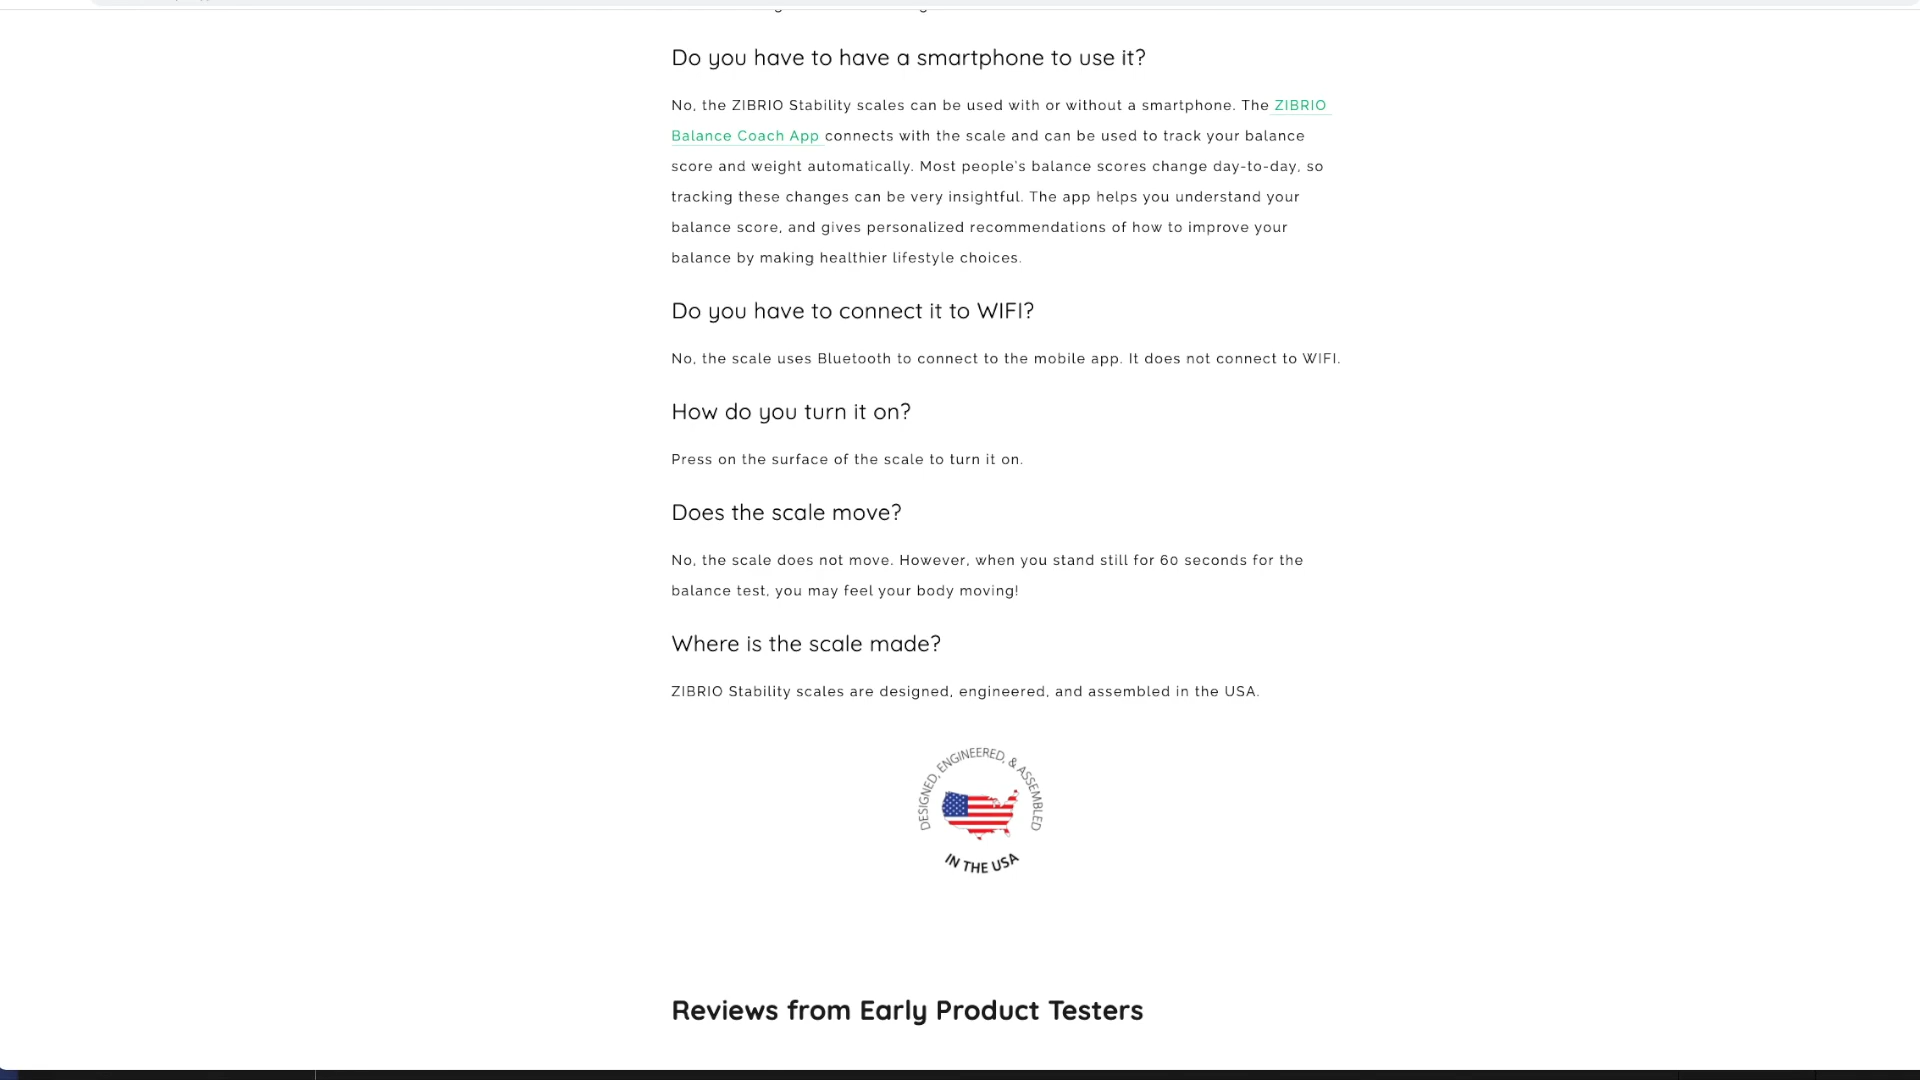 Do you have to have a smartphone to use it?
No, the ZIBRIO Stability scales can be used with or without a smartphone. The ZIBRIO
Balance Coach App connects with the scale and can be used to track your balance
score and weight automatically. Most people's balance scores change day-to-day, so
tracking these changes can be very insightful. The app helps you understand your
balance score, and gives personalized recommendations of how to improve your
balance by making healthier lifestyle choices.
Do you have to connect it to WIFI?
No, the scale uses Bluetooth to connect to the mobile app. It does not connect to WIFI.
How do you turn it on?
Press on the surface of the scale to turn it on.
Does the scale move?
No, the scale does not move. However, when you stand still for 60 seconds for the
balance test, you may feel your body moving!
Where is the scale made?
ZIBRIO Stability scales are designed, engineered, and assembled in the USA.
DESIGNED, ENGINEERED, & ASSEMBLED
IN THE USA
Reviews from Early Product Testers